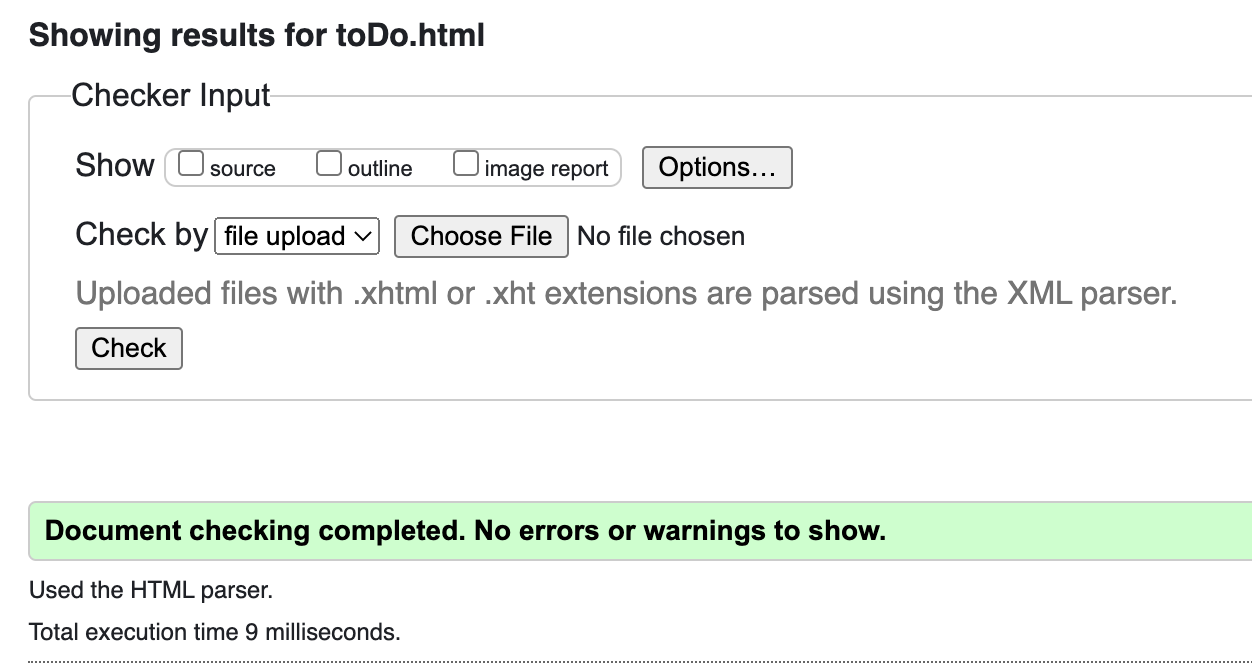 Showing results for toDo.html
Checker Input
Show source outline image report Options...
Check by file upload Choose File No file chosen
Uploaded files with .xhtml or .xht extensions are parsed using the XML parser.
Check
Document checking completed. No errors or warnings to show.
Used the HTML parser.
Total execution time 9 milliseconds.